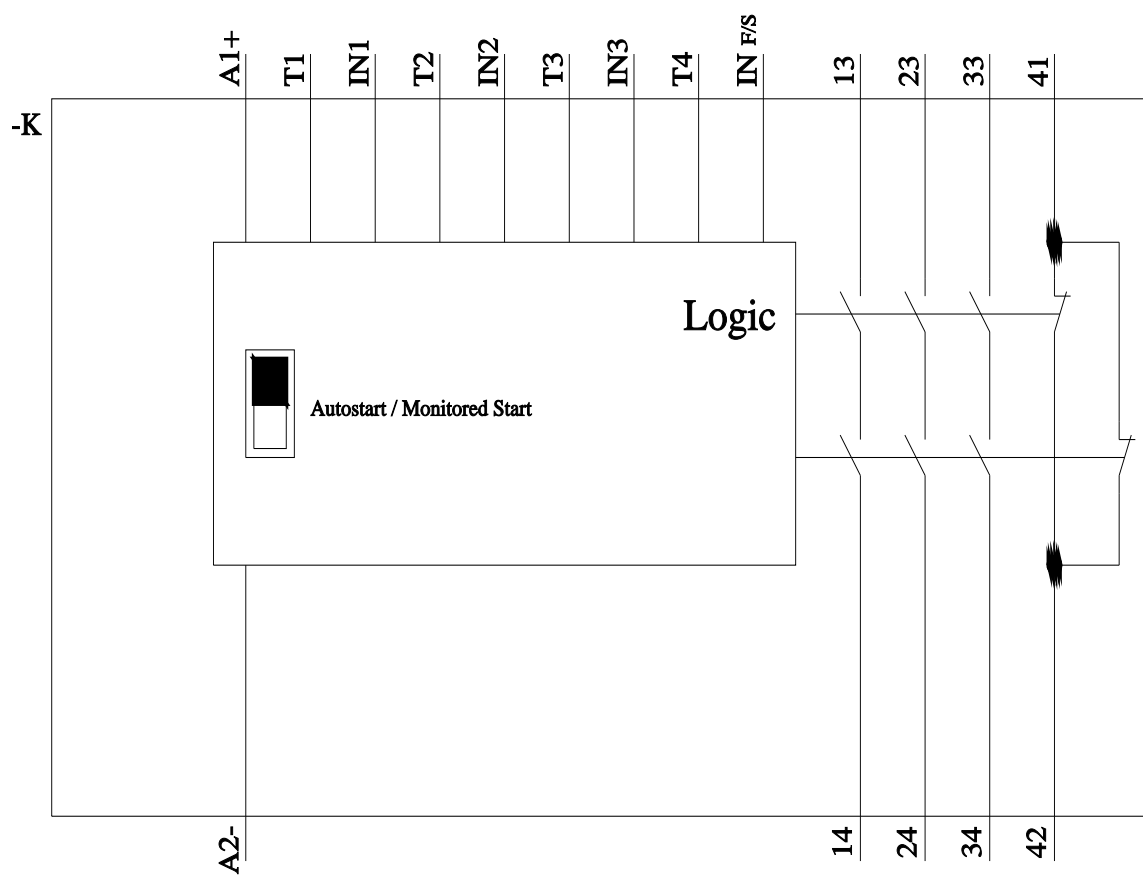 A1+
T1
IN1
T2
IN2
T3
IN3
T4
IN F/S
13
23
33
41
-K
Logic
Autostart / Monitored Start
A2-
14
24
34
42